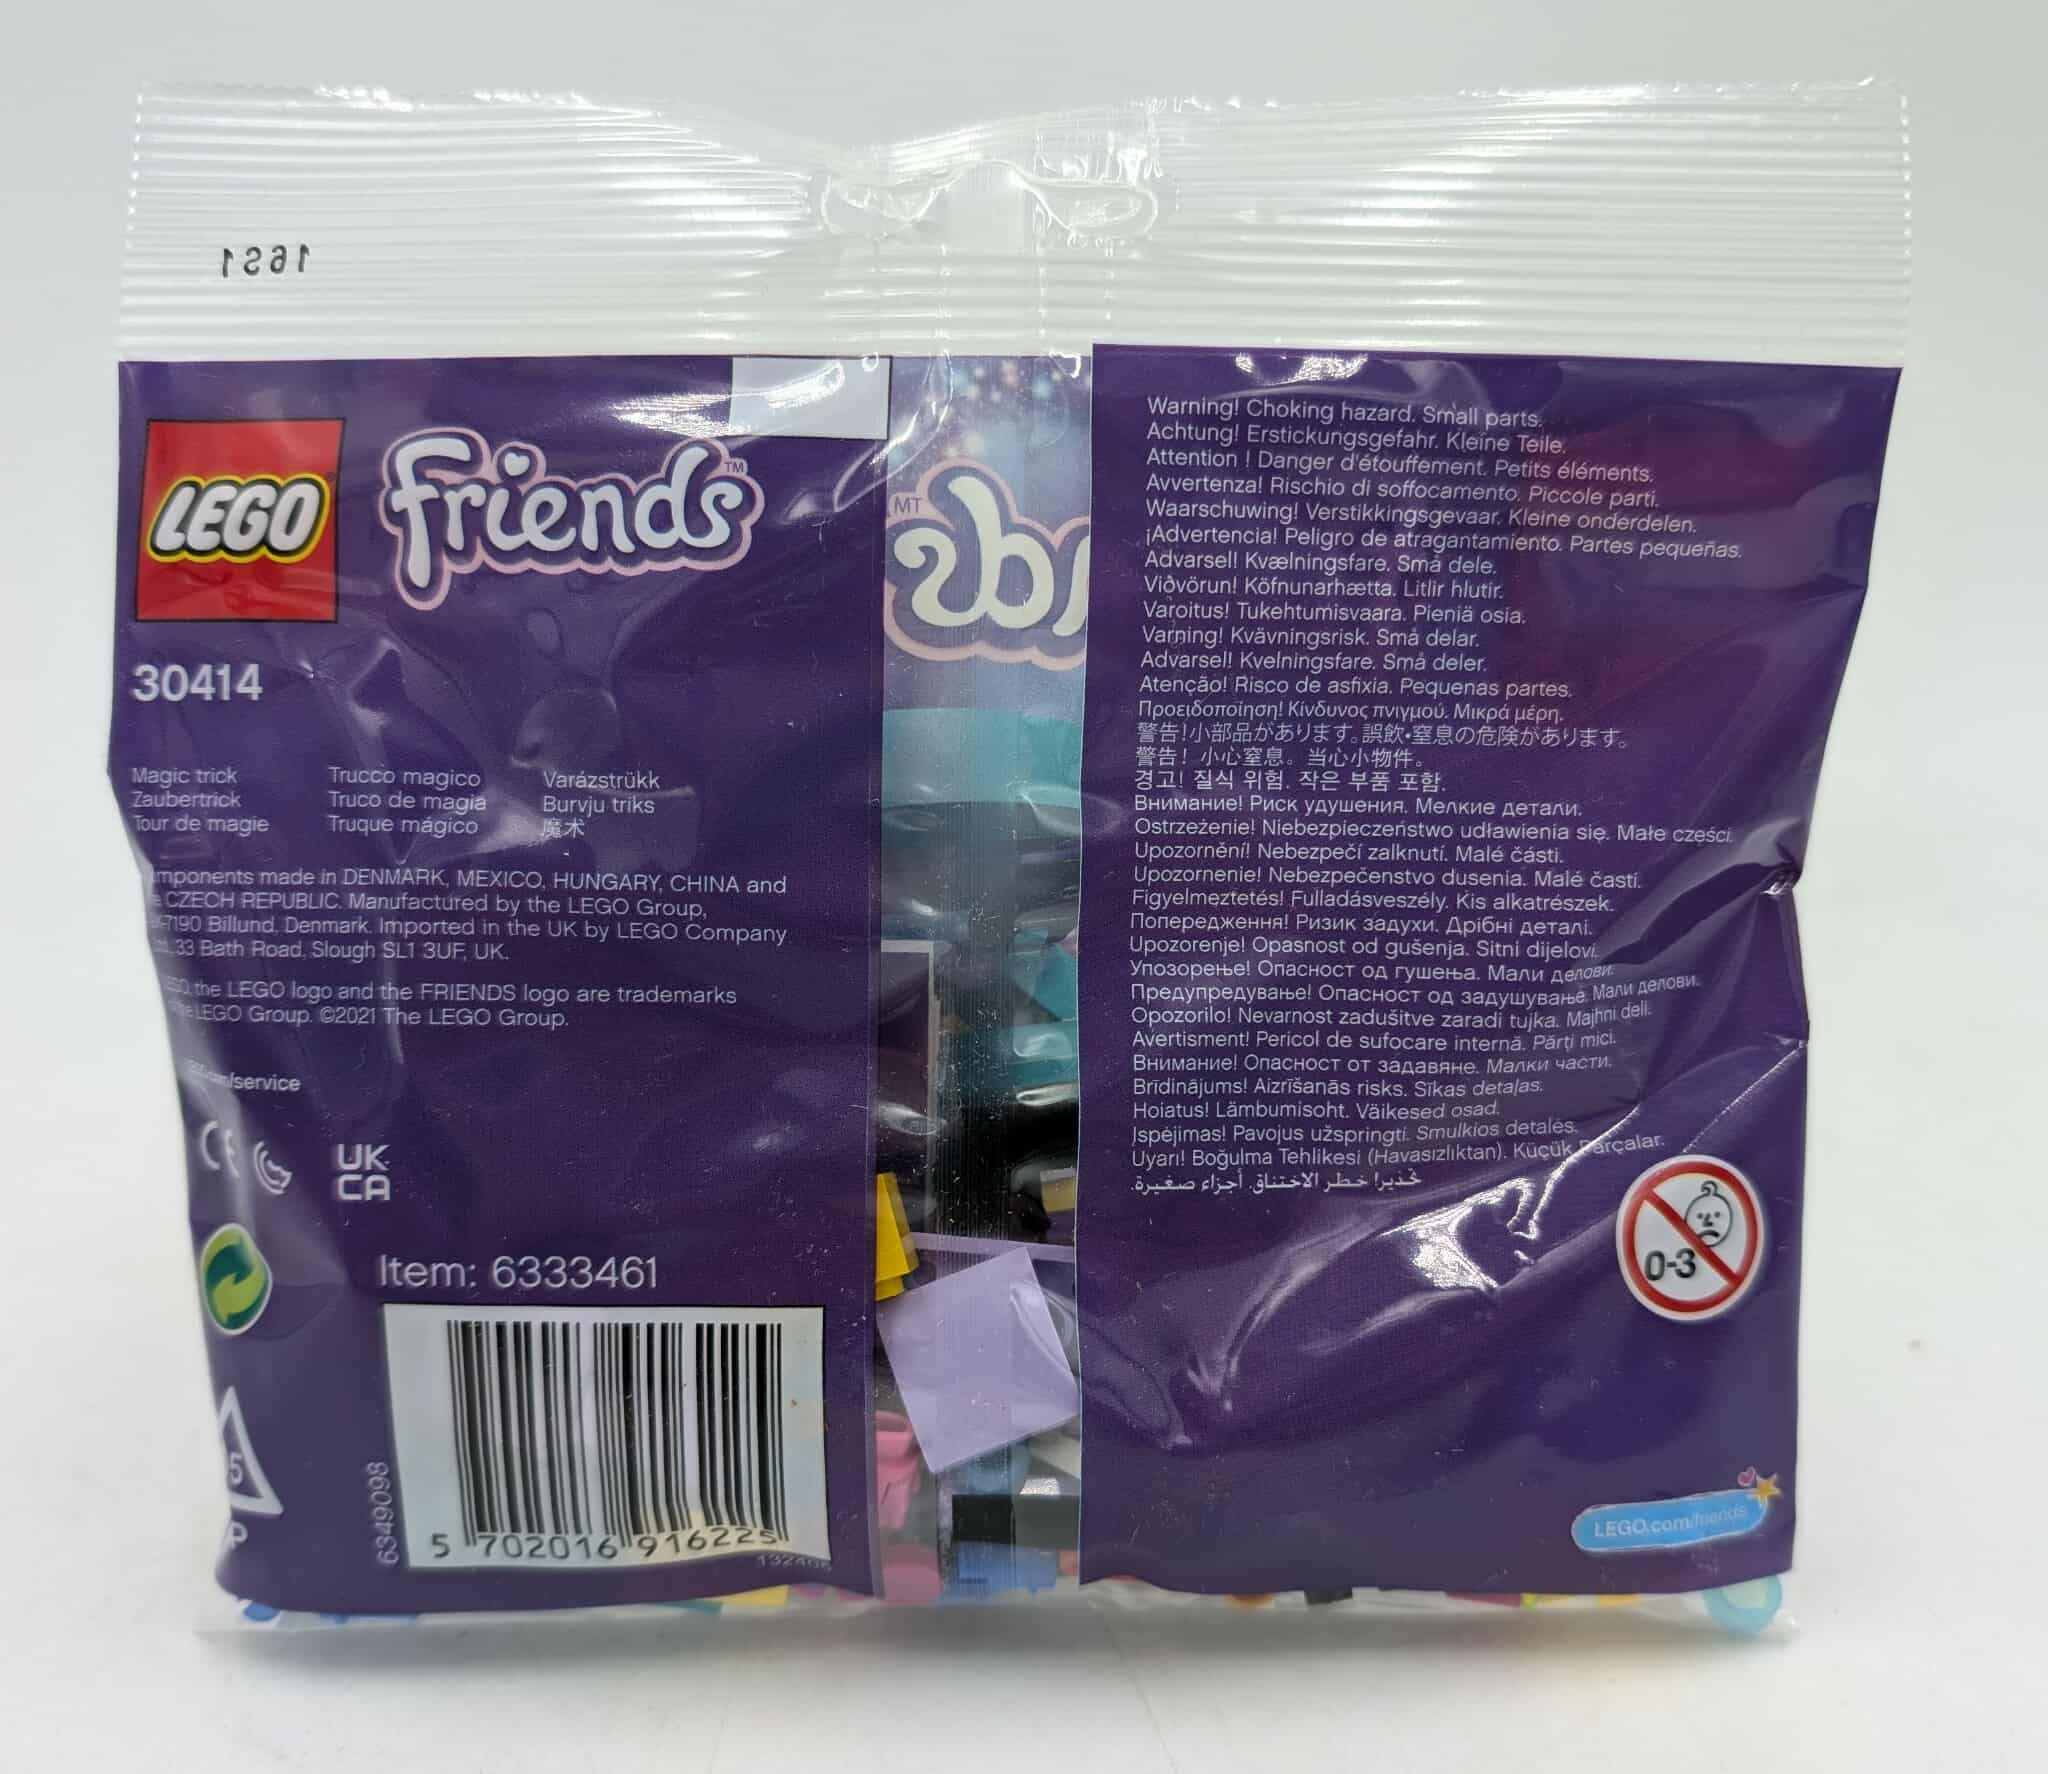 16S1
LEGO
friends™
30414
Magic trick
Zaubertrick
Tour de magie
Trucco magico
Truco de magia
Truque mágico
Varázstrükk
Burvju triks
魔术
made in DENMARK, MEXICO, HUNGARY, CHINA and
CZECH REPUBLIC. Manufactured by the LEGO Group,
7190 Billund, Denmark. Imported in the UK by LEGO Company
33 Bath Road, Slough SL1 3UF, UK.
the LEGO logo and the FRIENDS logo are trademarks
LEGO Group. ©2021 The LEGO Group.
/service
CE
UK
CA
Item: 6333461
5
P
6349098
5 702016 916225
Warning! Choking hazard. Small parts.
Achtung! Erstickungsgefahr. Kleine Teile.
Attention ! Danger d'étouffement. Petits éléments.
Avvertenza! Rischio di soffocamento. Piccole parti.
Waarschuwing! Verstikkingsgevaar. Kleine onderdelen.
¡Advertencia! Peligro de atragantamiento. Partes pequeñas.
Advarsel! Kvælningsfare. Små dele.
Viðvörun! Köfnunarhætta. Litlir hlutir.
Varoitus! Tukehtumisvaara. Pieniä osia.
Varning! Kvävningsrisk. Små delar.
Advarsel! Kvelningsfare. Små deler.
Atenção! Risco de asfixia. Pequenas partes.
Προειδοποίηση! Κίνδυνος πνιγμού. Μικρά μέρη.
警告!小部品があります。誤飲・窒息の危険があります。
警告！小心窒息。当心小物件。
경고! 질식 위험. 작은 부품 포함.
Внимание! Риск удушения. Мелкие детали.
Ostrzeżenie! Niebezpieczeństwo udławienia się. Małe części.
Upozornění! Nebezpečí zalknutí. Malé části.
Upozornenie! Nebezpečenstvo dusenia. Malé časti.
Figyelmeztetés! Fulladásveszély. Kis alkatrészek.
Попередження! Ризик задухи. Дрібні деталі.
Upozorenje! Opasnost od gušenja. Sitni dijelovi.
Упозорење! Опасност од гушења. Мали делови.
Предупредување! Опасност од задушување. Мали делови.
Opozorilo! Nevarnost zadušitve zaradi tujka. Majhni deli.
Avertisment! Pericol de sufocare internă. Părți mici.
Внимание! Опасност от задавяне. Малки части.
Brīdinājums! Aizrīšanās risks. Sīkas detaļas.
Hoiatus! Lämbumisoht. Väikesed osad.
Įspėjimas! Pavojus užspringti. Smulkios detalės.
Uyarı! Boğulma Tehlikesi (Havasızlıktan). Küçük Parçalar.
تحذير! خطر الاختناق. أجزاء صغيرة.
0-3
LEGO.com/friends